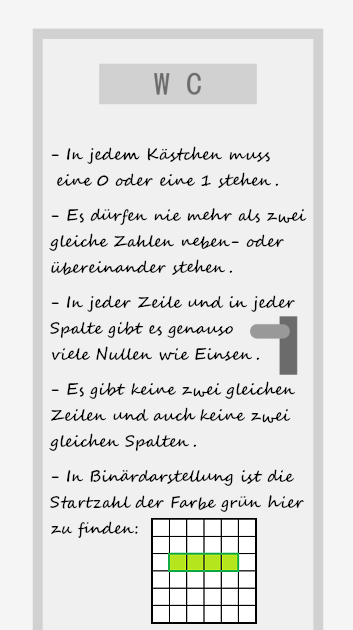 W C
- In jedem Kästchen muss
eine 0 oder eine 1 stehen.
- Es dürfen nie mehr als zwei
gleiche Zahlen neben- oder
übereinander stehen.
- In jeder Zeile und in jeder
Spalte gibt es genauso
viele Nullen wie Einsen.
- Es gibt keine zwei gleichen
Zeilen und auch keine zwei
gleichen Spalten.
- In Binärdarstellung ist die
Startzahl der Farbe grün hier
zu finden: